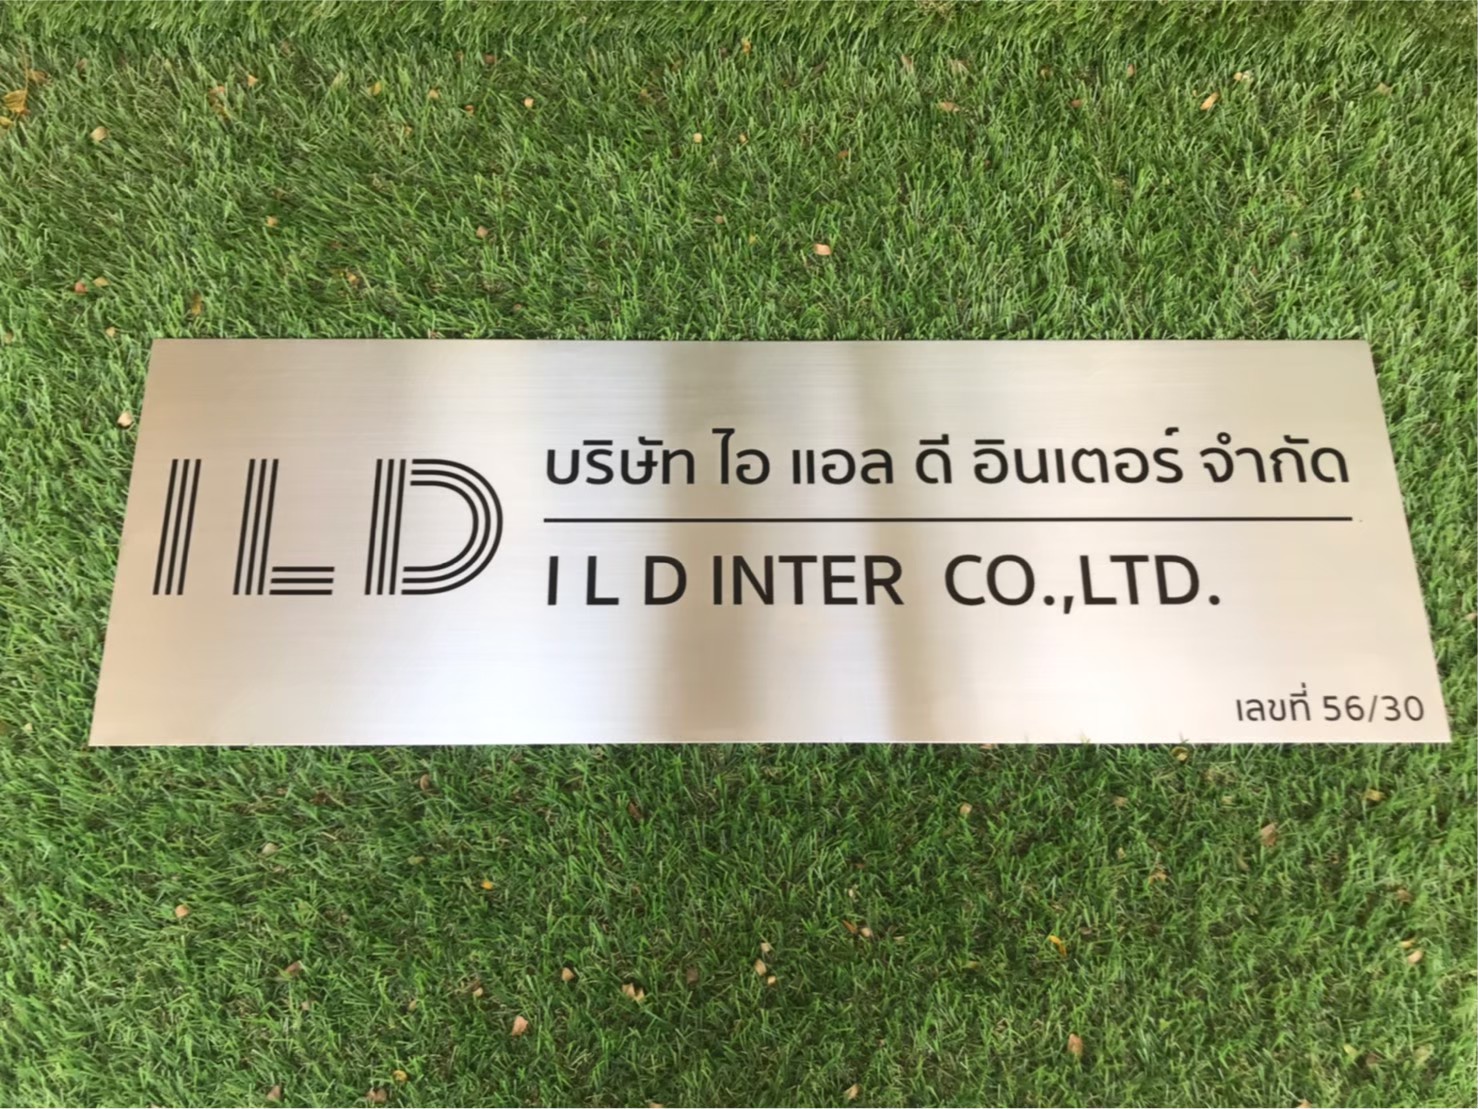 ILD
บริษัท ไอ แอล ดี อินเตอร์ จำกัด
I L D INTER CO.,LTD.
เลขที่ 56/30